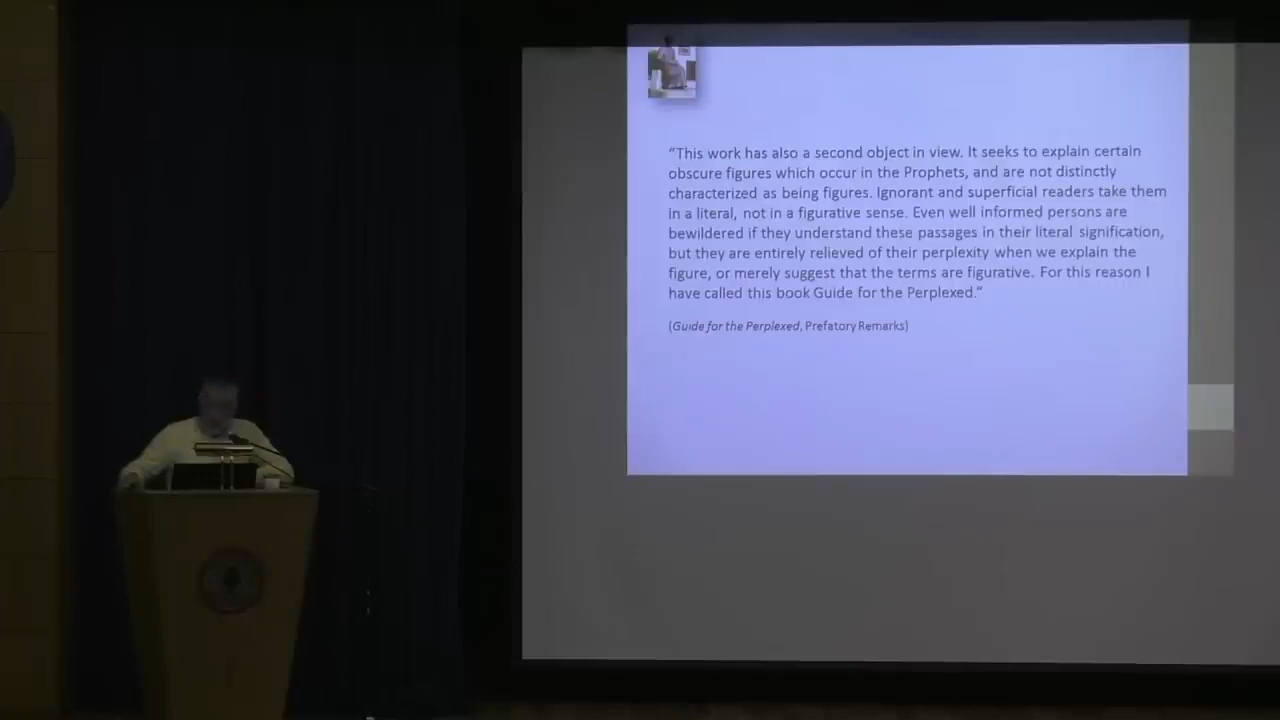 “This work has also a second object in view. It seeks to explain certain
obscure figures which occur in the Prophets, and are not distinctly
characterized as being figures. Ignorant and superficial readers take them
in a literal, not in a figurative sense. Even well informed persons are
bewildered if they understand these passages in their literal signification,
but they are entirely relieved of their perplexity when we explain the
figure, or merely suggest that the terms are figurative. For this reason I
have called this book Guide for the Perplexed.“
(Guide for the Perplexed, Prefatory Remarks)